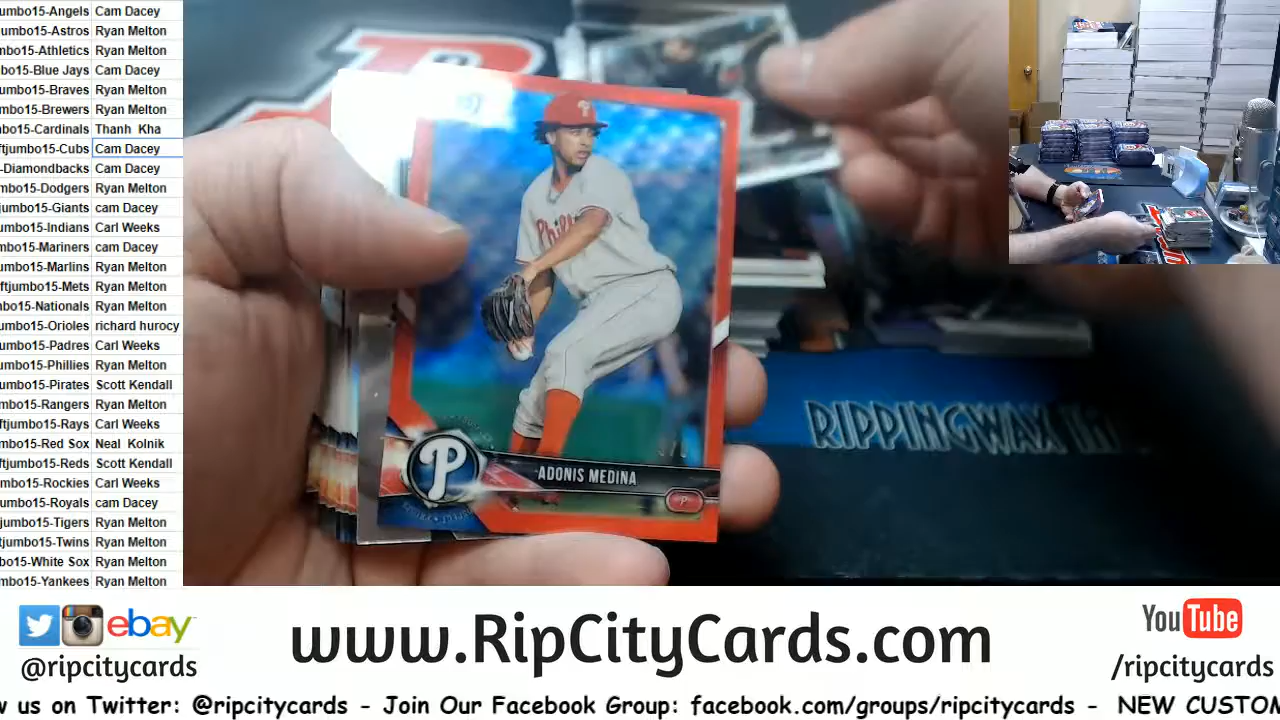 umbo15-Angels Cam Dacey
jumbo15-Astros Ryan Melton
mbo15-Athletics Ryan Melton
bo15-Blue Jays Cam Dacey
umbo15-Braves Ryan Melton
mbo15-Brewers Ryan Melton
nbo15-Cardinals Thanh Kha
ftjumbo15-Cubs Cam Dacey
-Diamondbacks Cam Dacey
mbo15-Dodgers Ryan Melton
jumbo15-Giants cam Dacey
umbo15-Indians Carl Weeks
mbo15-Mariners cam Dacey
umbo15-Marlins Ryan Melton
ftjumbo15-Mets Ryan Melton
nbo15-Nationals Ryan Melton
umbo15-Orioles richard hurocy
umbo15-Padres Carl Weeks
umbo15-Phillies Ryan Melton
umbo15-Pirates Scott Kendall
mbo15-Rangers Ryan Melton
ftjumbo15-Rays Carl Weeks
mbo15-Red Sox Neal Kolnik
ftjumbo15-Reds Scott Kendall
mbo15-Rockies Carl Weeks
umbo15-Royals cam Dacey
jumbo15-Tigers Ryan Melton
ftjumbo15-Twins Ryan Melton
bo15-White Sox Ryan Melton
mbo15-Yankees Ryan Melton
P
ADONIS MEDINA
P
RIPPINGWAX
ebay
@ripcitycards
www.RipCityCards.com
YouTube
/ripcitycards
w us on Twitter: @ripcitycards - Join Our Facebook Group: facebook.com/groups/ripcitycards - NEW CUSTOM